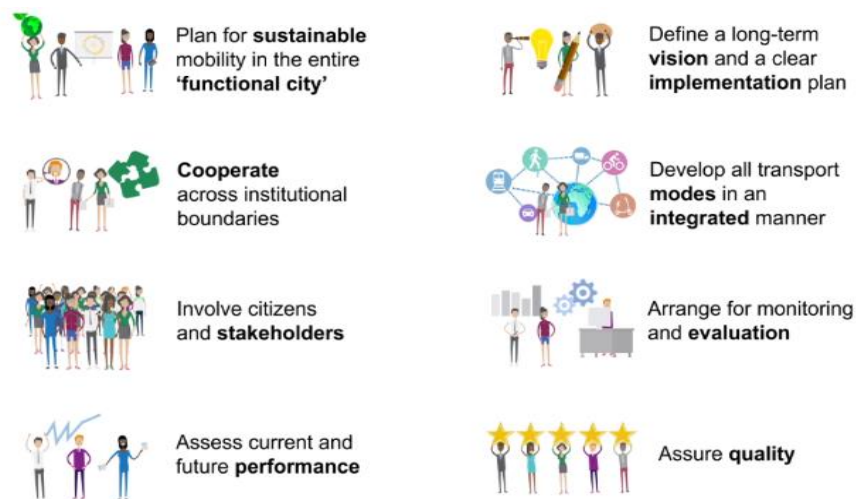 Plan for sustainable
mobility in the entire
‘functional city’
Cooperate
across institutional
boundaries
Involve citizens
and stakeholders
Assess current and
future performance
Define a long-term
vision and a clear
implementation plan
Develop all transport
modes in an
integrated manner
Arrange for monitoring
and evaluation
Assure quality